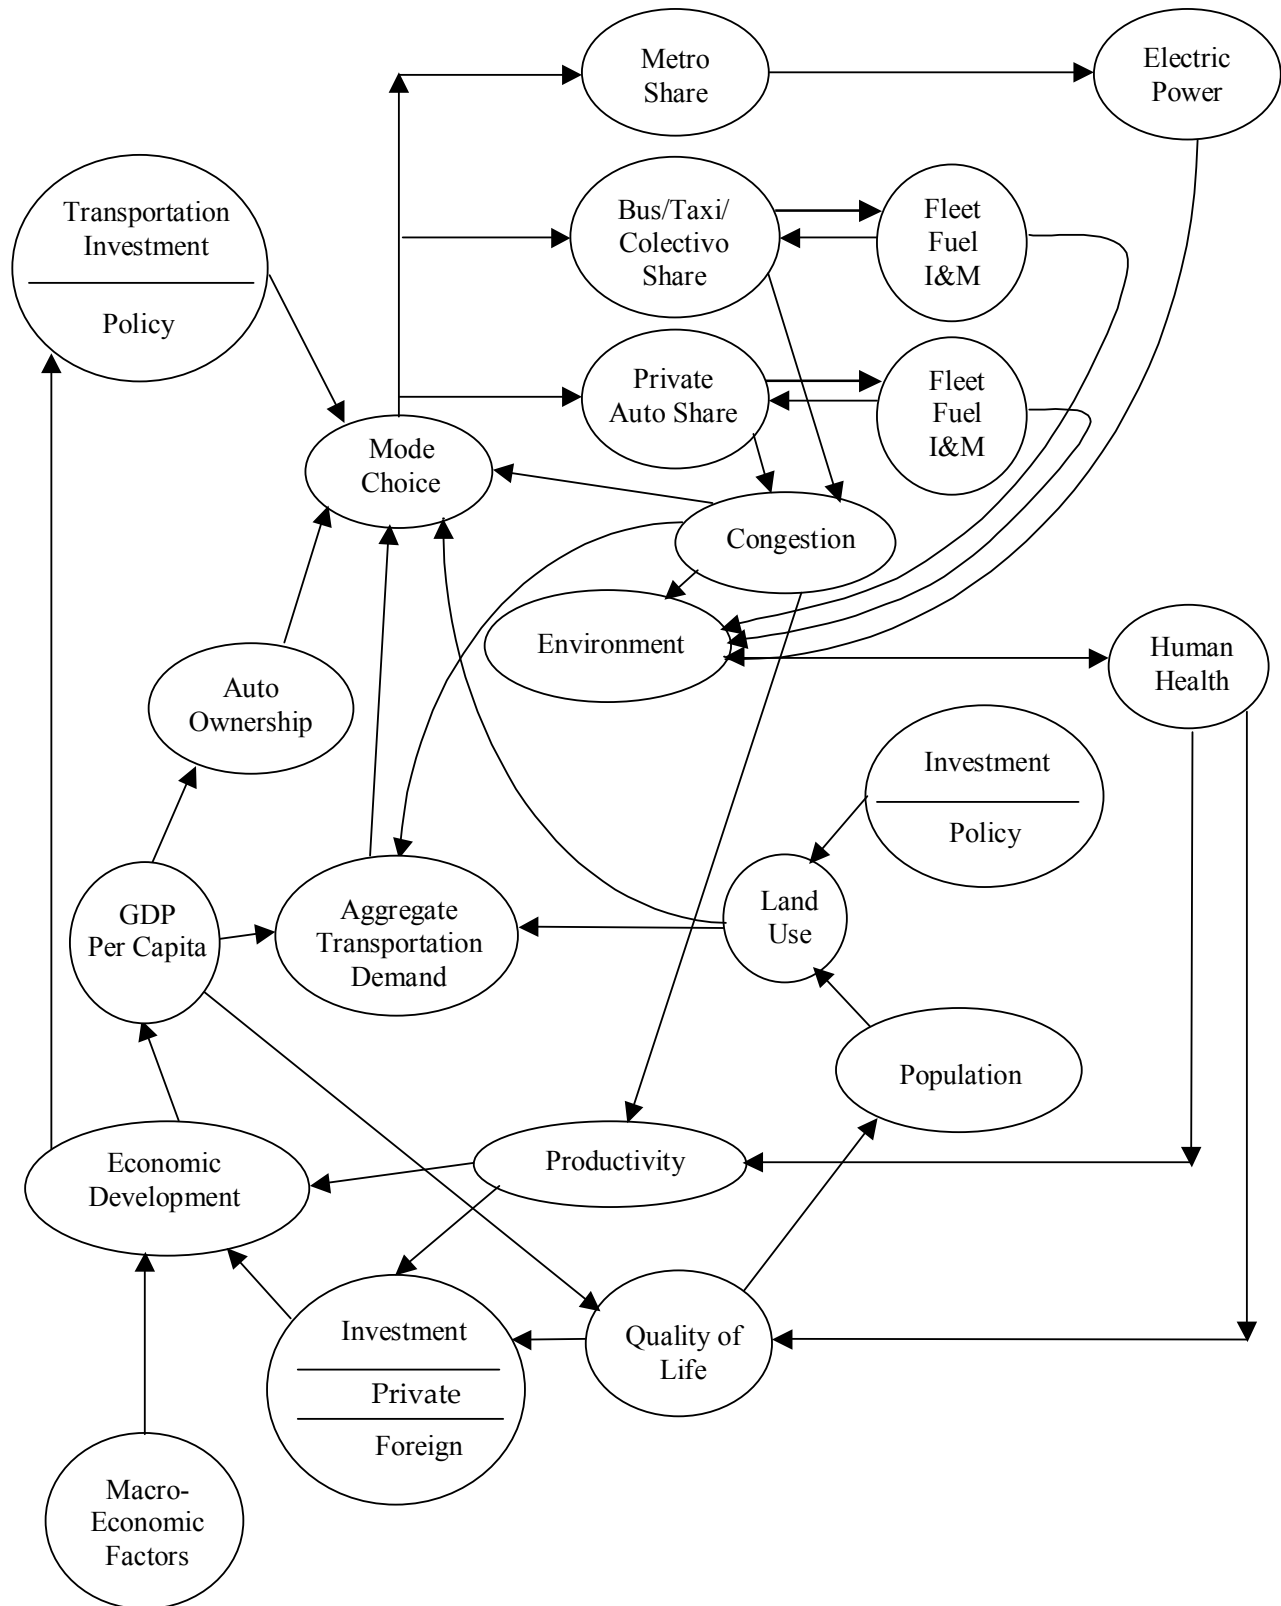 Metro
Share
Electric
Power
Transportation
Investment
Policy
Bus/Taxi/
Colectivo
Share
Fleet
Fuel
I&M
Private
Auto Share
Fleet
Fuel
I&M
Mode
Choice
Congestion
Environment
Human
Health
Auto
Ownership
Investment
Policy
GDP
Per Capita
Aggregate
Transportation
Demand
Land
Use
Population
Economic
Development
Productivity
Investment
Private
Foreign
Quality of
Life
Macro-
Economic
Factors